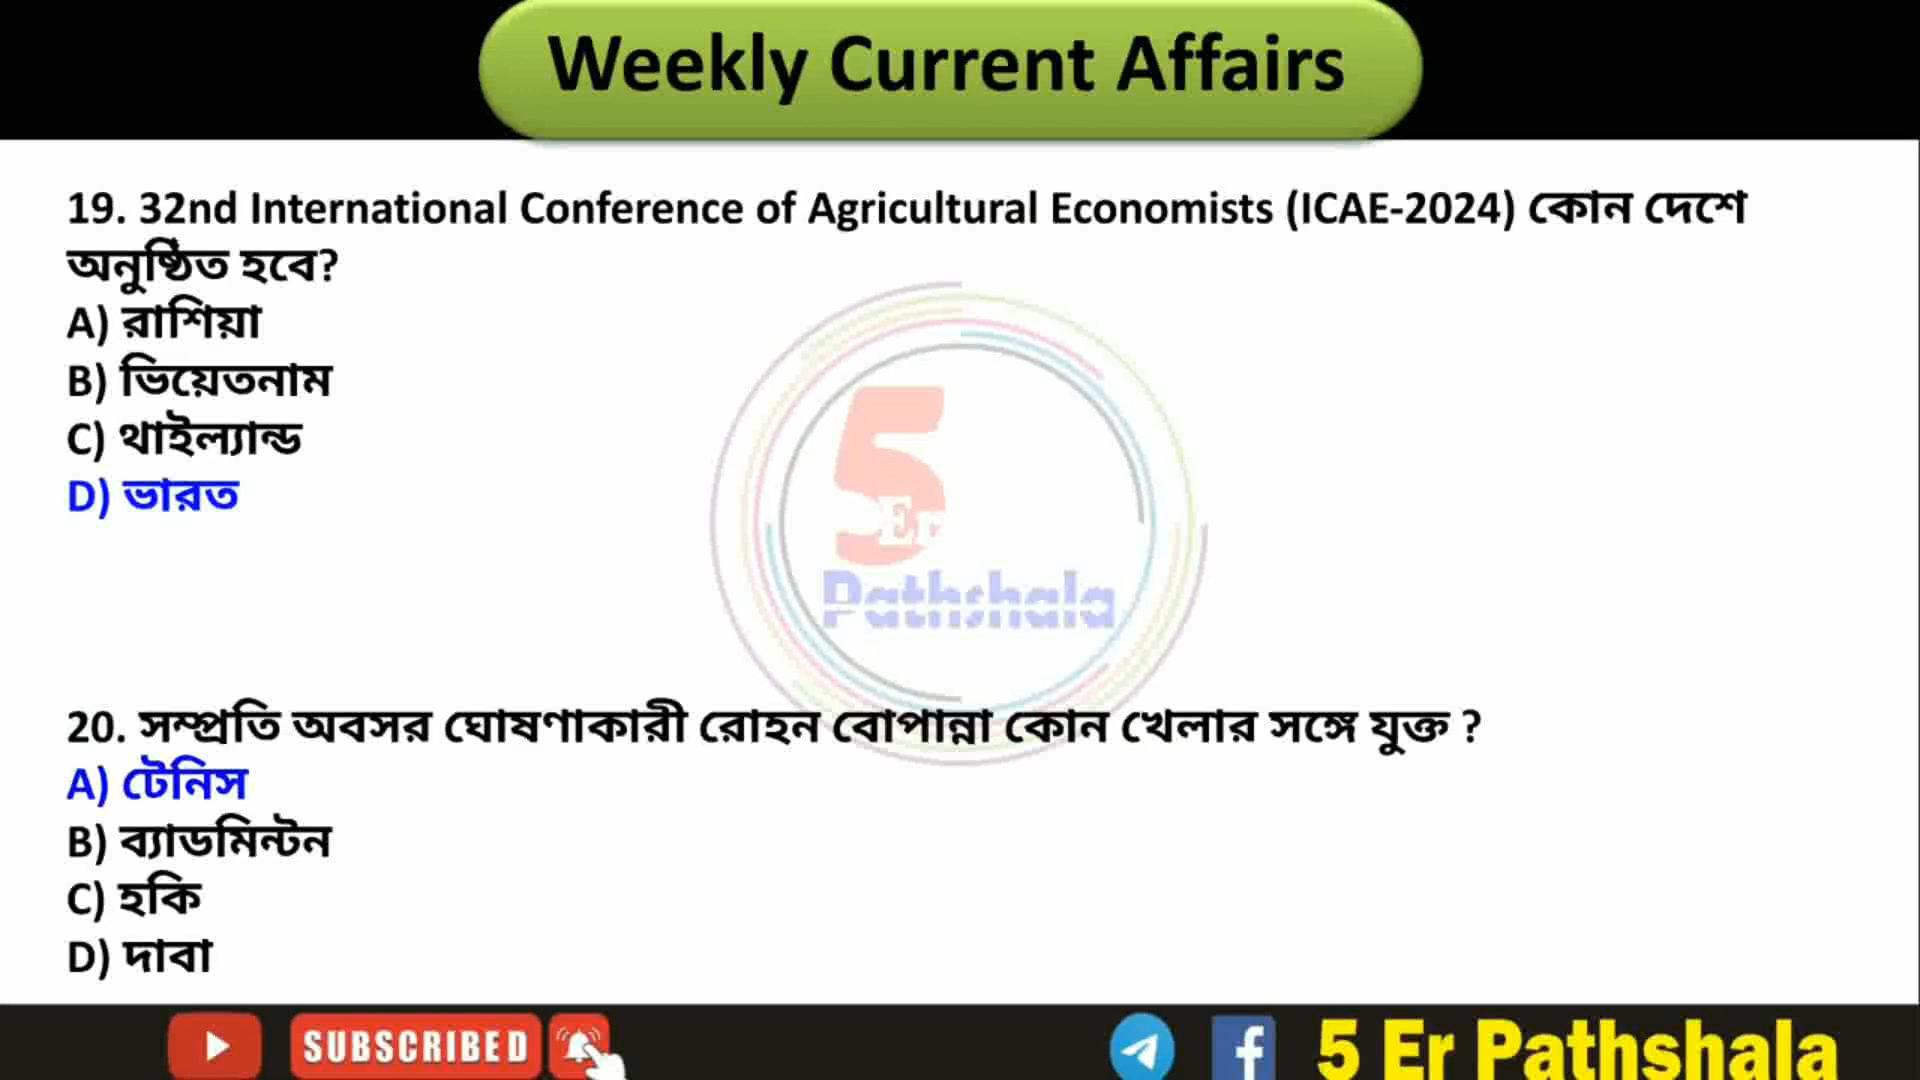 Weekly Current Affairs
19. 32nd International Conference of Agricultural Economists (ICAE-2024) কোন দেশে
অনুষ্ঠিত হবে?
A) রাশিয়া
B) ভিয়েতনাম
C) থাইল্যান্ড
D) ভারত
5
Er
Pathshala
20. সম্প্রতি অবসর ঘোষণাকারী রোহন বোপান্না কোন খেলার সঙ্গে যুক্ত ?
A) টেনিস
B) ব্যাডমিন্টন
C) হকি
D) দাবা
SUBSCRIBED
5 Er Pathshala